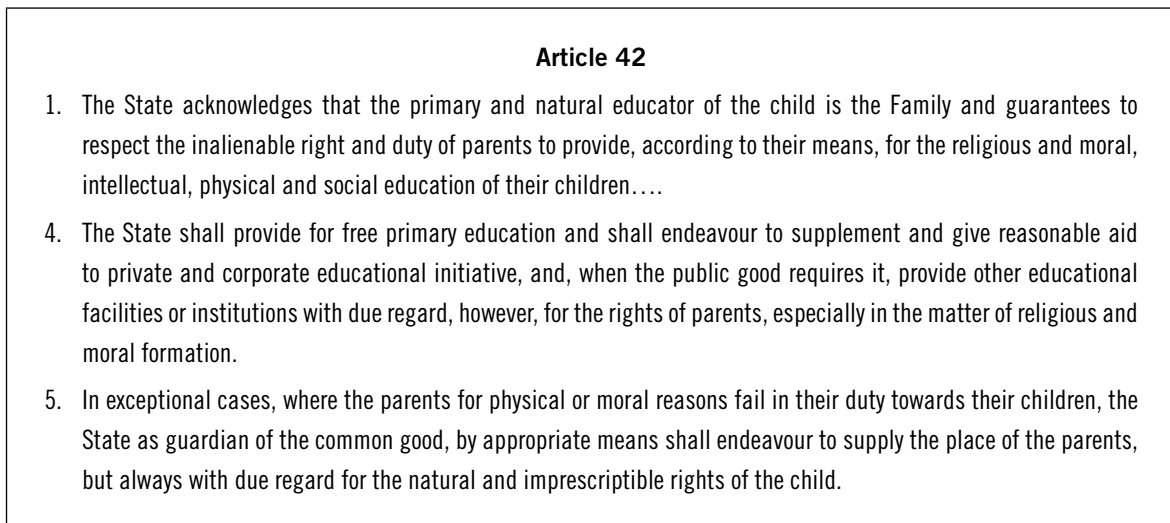 Article 42
1. The State acknowledges that the primary and natural educator of the child is the Family and guarantees to
respect the inalienable right and duty of parents to provide, according to their means, for the religious and moral,
intellectual, physical and social education of their children….
4. The State shall provide for free primary education and shall endeavour to supplement and give reasonable aid
to private and corporate educational initiative, and, when the public good requires it, provide other educational
facilities or institutions with due regard, however, for the rights of parents, especially in the matter of religious and
moral formation.
5. In exceptional cases, where the parents for physical or moral reasons fail in their duty towards their children, the
State as guardian of the common good, by appropriate means shall endeavour to supply the place of the parents,
but always with due regard for the natural and imprescriptible rights of the child.